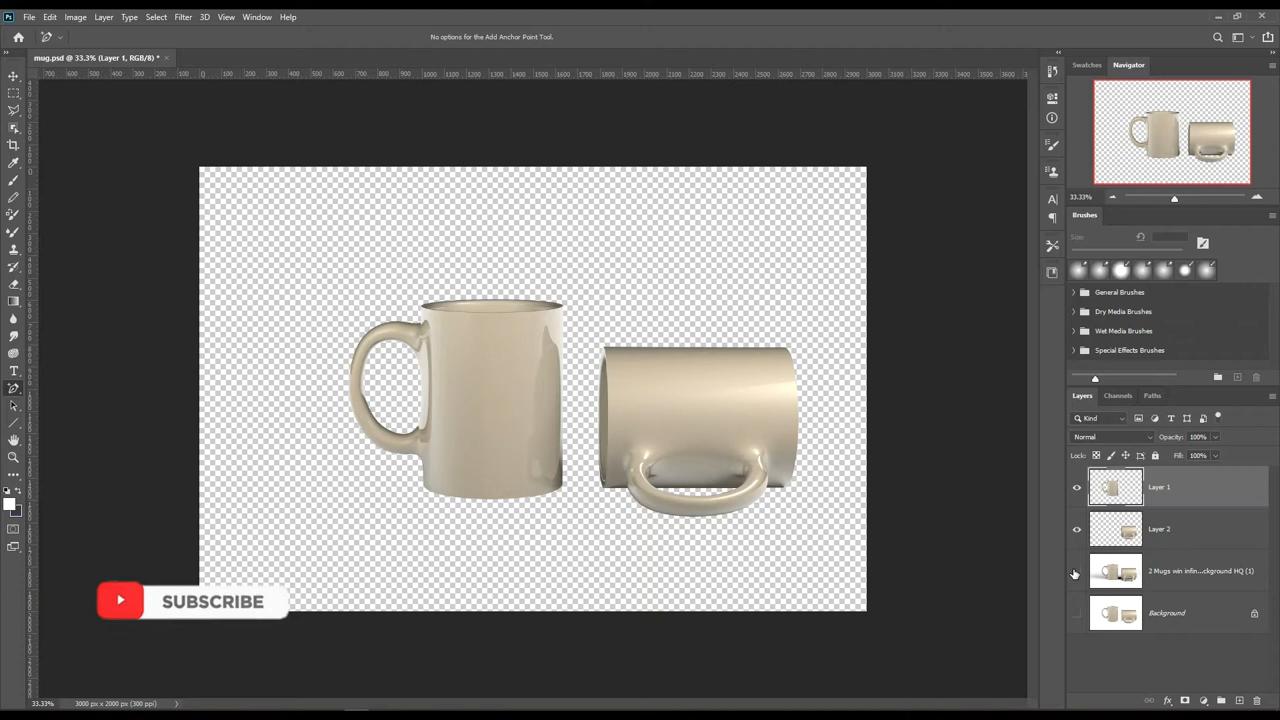 Ps File Edit Image Layer Type Select Filter 3D View Window Help
No options for the Add Anchor Point Tool.
mug.psd @ 33.3% (Layer 1, RGB/8) *
Swatches Navigator
33.33%
Brushes
Size:
General Brushes
Dry Media Brushes
Wet Media Brushes
Special Effects Brushes
Layers Channels Paths
Kind
Normal Opacity: 100%
Lock: Fill: 100%
Layer 1
Layer 2
2 Mugs win infin...ckground HQ (1)
Background
SUBSCRIBE
33.33% 3000 px x 2000 px (300 ppi)